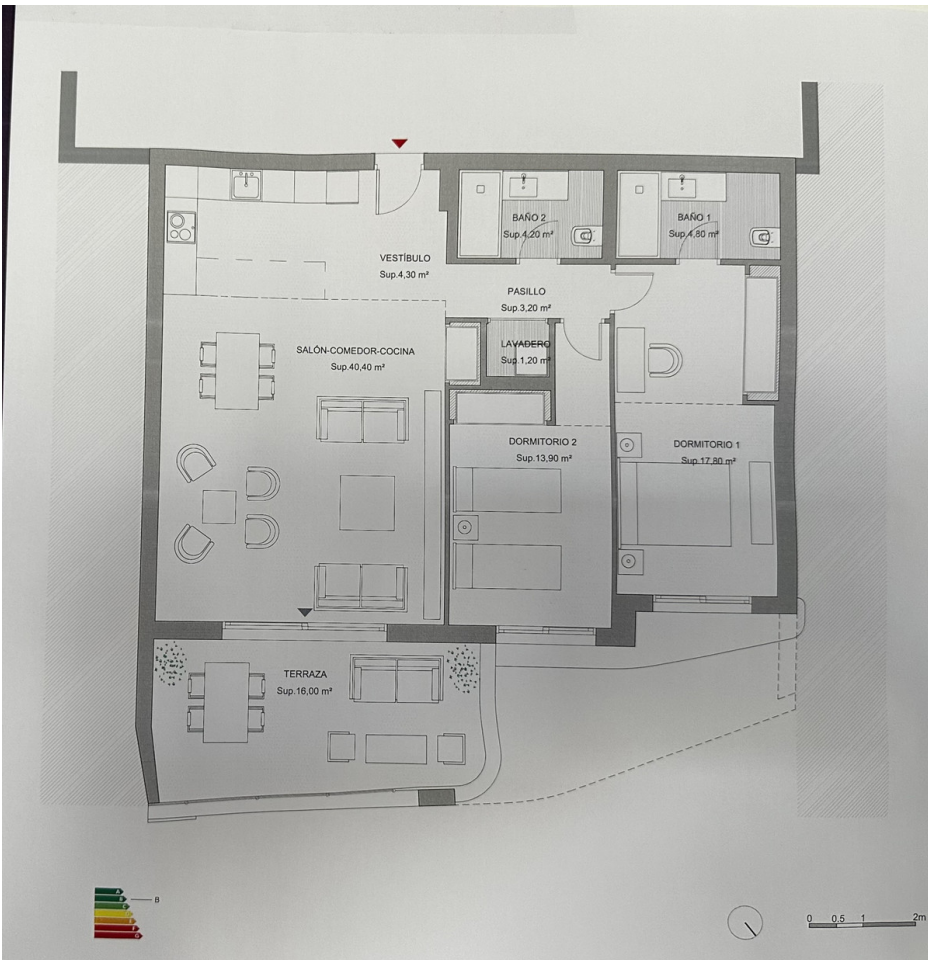 BAÑO 2
Sup.4,20 m²
BAÑO 1
Sup.4,80 m²
VESTÍBULO
Sup.4,30 m²
PASILLO
Sup.3,20 m²
LAVADERO
Sup.1,20 m²
SALÓN-COMEDOR-COCINA
Sup.40,40 m²
DORMITORIO 2
Sup.13,90 m²
DORMITORIO 1
Sup.17,80 m²
TERRAZA
Sup.16,00 m²
A
B
B
G
0 0.5 1 2m